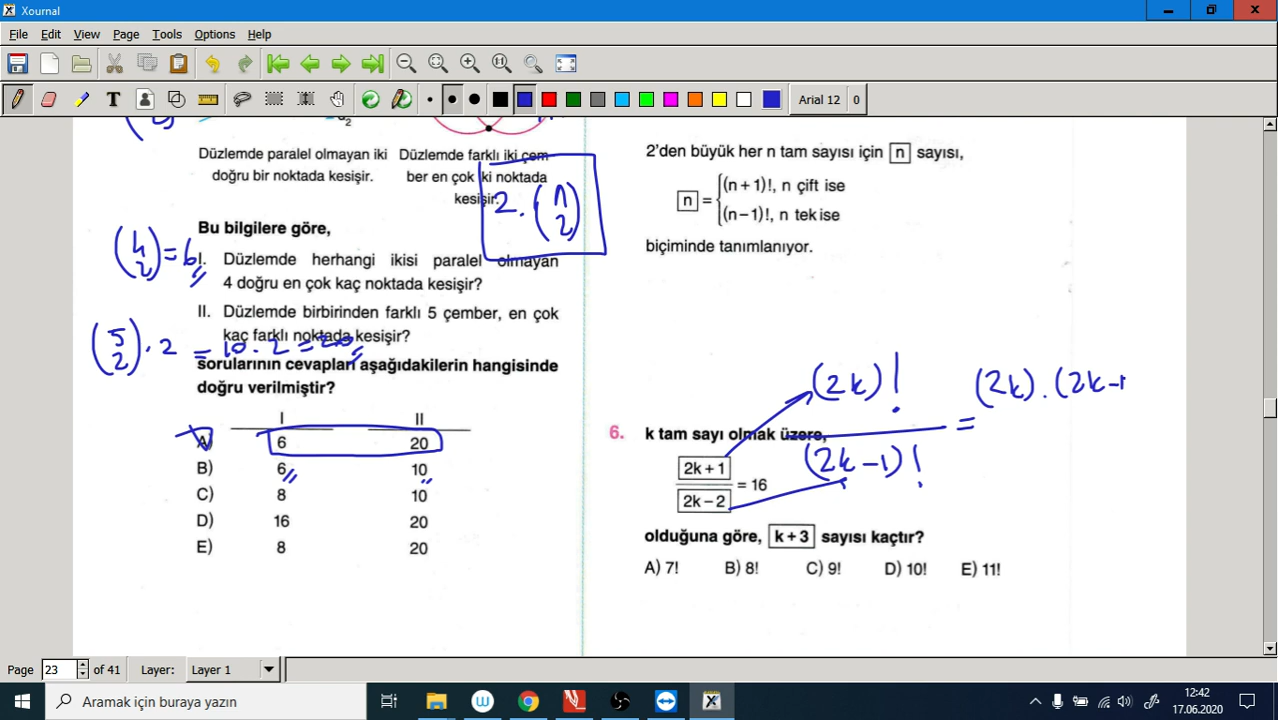 Xournal
File Edit View Page Tools Options Help
Arial 12 0
Düzlemde paralel olmayan iki
doğru bir noktada kesişir.
Düzlemde farklı iki çem
ber en çok iki noktada
kesişir.
2.(n 2)
Bu bilgilere göre,
(4 2) = 6
I. Düzlemde herhangi ikisi paralel olmayan
4 doğru en çok kaç noktada kesişir?
II. Düzlemde birbirinden farklı 5 çember, en çok
kaç farklı noktada kesişir?
(5 2) . 2 = 10 . 2 = 20
sorularının cevapları aşağıdakilerin hangisinde
doğru verilmiştir?
I II
A) 6 20
B) 6 10
C) 8 10
D) 16 20
E) 8 20
2'den büyük her n tam sayısı için n sayısı,
n = (n+1)!, n çift ise
(n−1)!, n tek ise
biçiminde tanımlanıyor.
6. k tam sayı olmak üzere,
2k + 1
2k − 2
= 16
(2k)!
(2k−1)!
= (2k).(2k-1
olduğuna göre, k + 3 sayısı kaçtır?
A) 7! B) 8! C) 9! D) 10! E) 11!
Page 23 of 41 Layer: Layer 1
Aramak için buraya yazın
12:42
17.06.2020